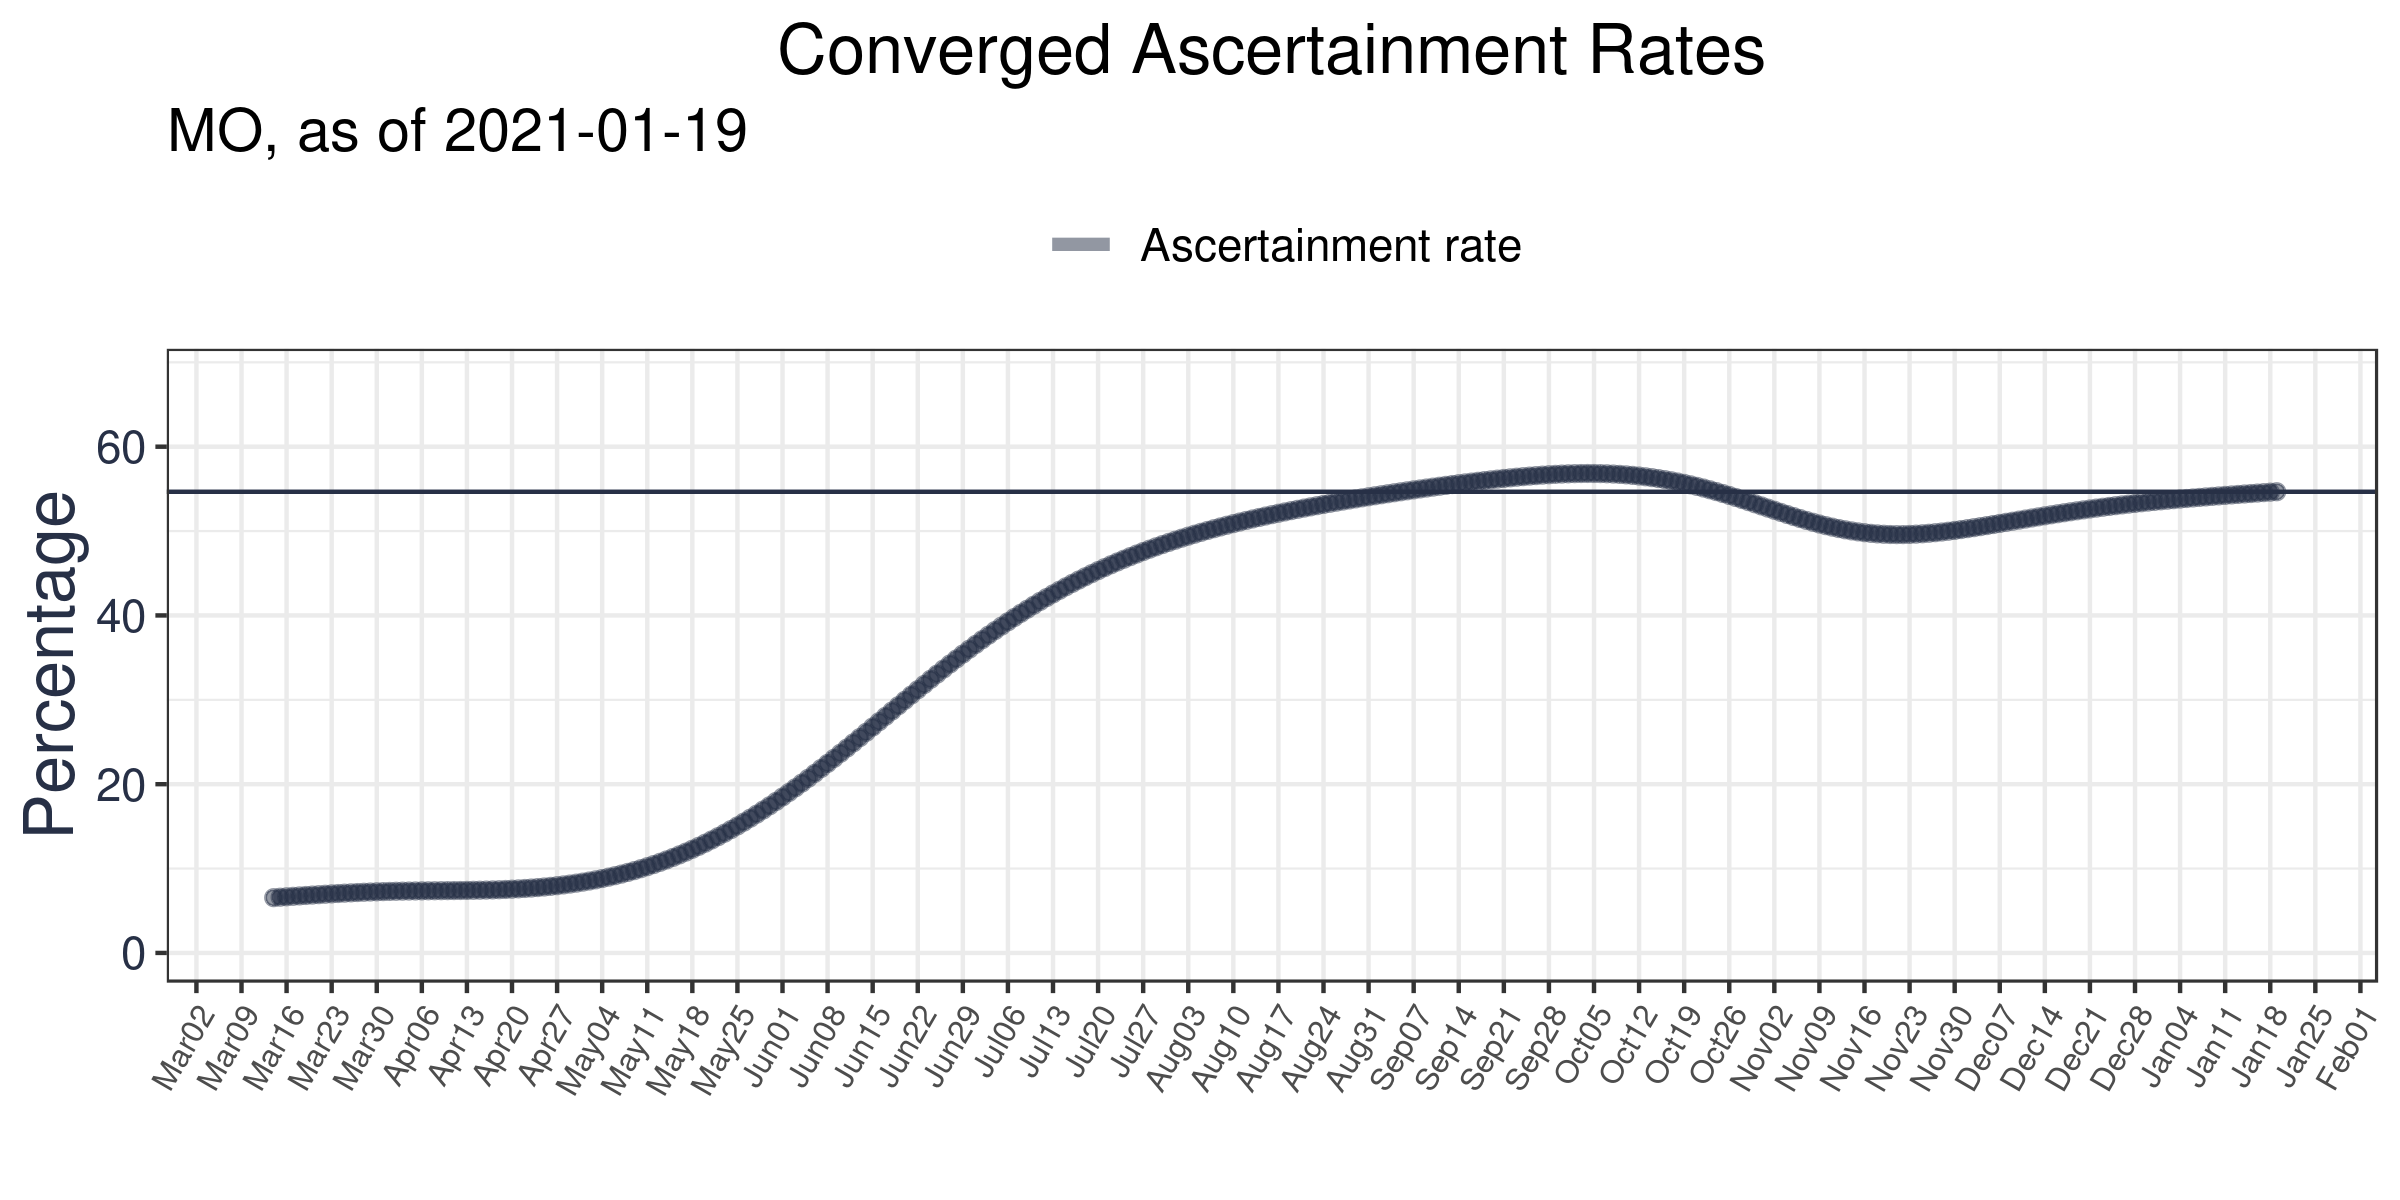 Converged Ascertainment Rates
MO, as of 2021-01-19
Ascertainment rate
Percentage
60
40
20
0
Mar02
Mar09
Mar16
Mar23
Mar30
Apr06
Apr13
Apr20
Apr27
May04
May11
May18
May25
Jun01
Jun08
Jun15
Jun22
Jun29
Jul06
Jul13
Jul20
Jul27
Aug03
Aug10
Aug17
Aug24
Aug31
Sep07
Sep14
Sep21
Sep28
Oct05
Oct12
Oct19
Oct26
Nov02
Nov09
Nov16
Nov23
Nov30
Dec07
Dec14
Dec21
Dec28
Jan04
Jan11
Jan18
Jan25
Feb01